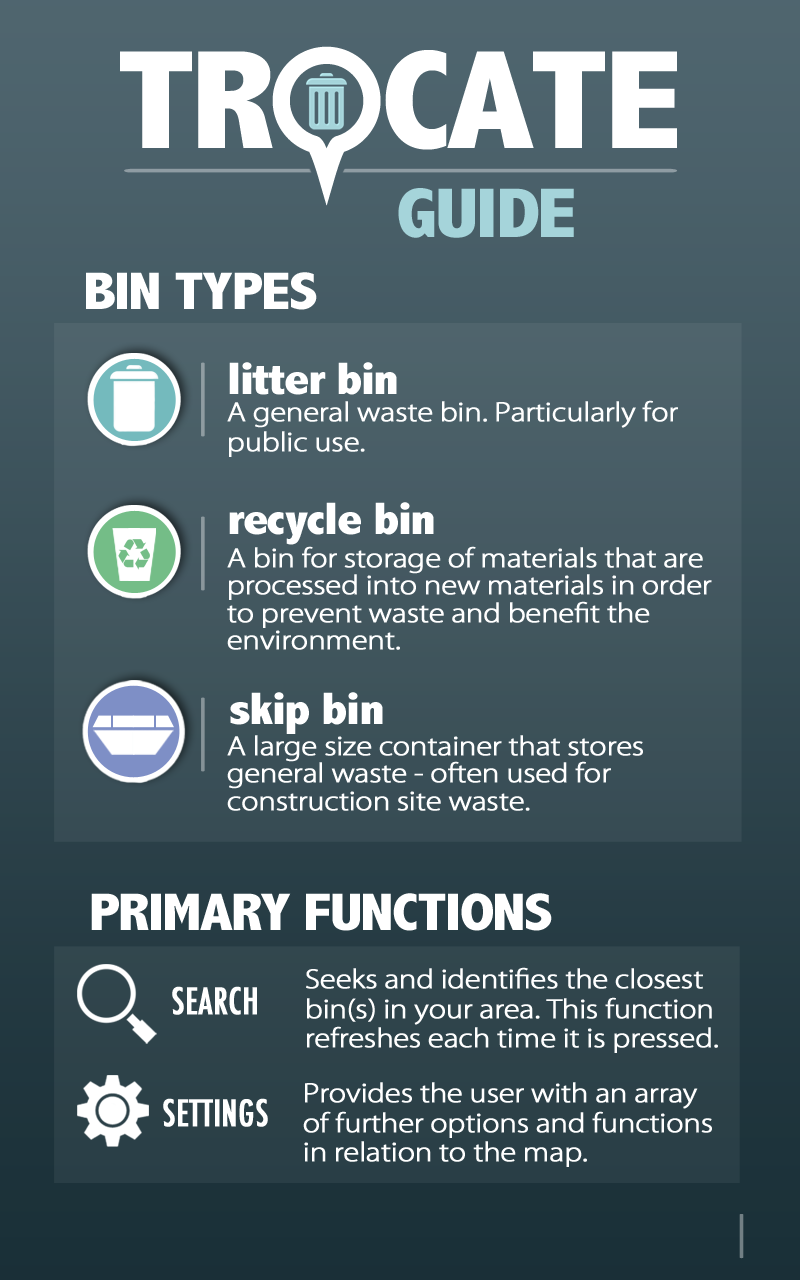 TROCATE
GUIDE
BIN TYPES
litter bin
A general waste bin. Particularly for
public use.
recycle bin
A bin for storage of materials that are
processed into new materials in order
to prevent waste and benefit the
environment.
skip bin
A large size container that stores
general waste - often used for
construction site waste.
PRIMARY FUNCTIONS
SEARCH
Seeks and identifies the closest
bin(s) in your area. This function
refreshes each time it is pressed.
SETTINGS
Provides the user with an array
of further options and functions
in relation to the map.